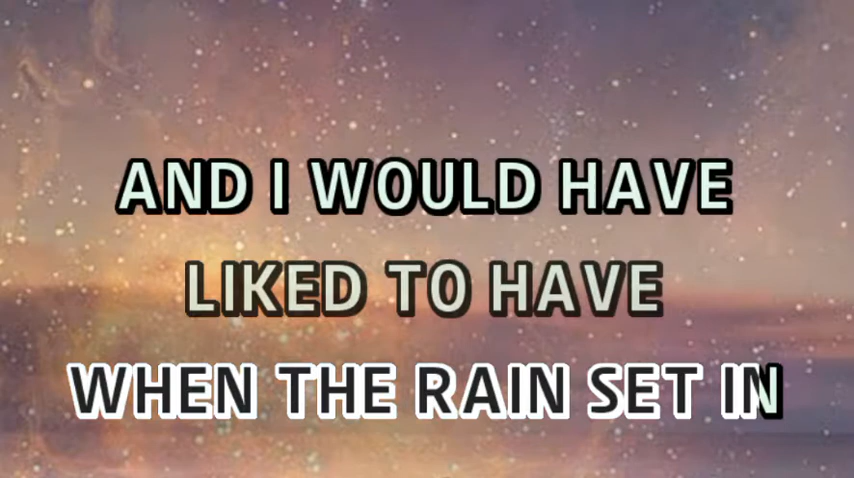 AND I WOULD HAVE
LIKED TO HAVE
WHEN THE RAIN SET IN